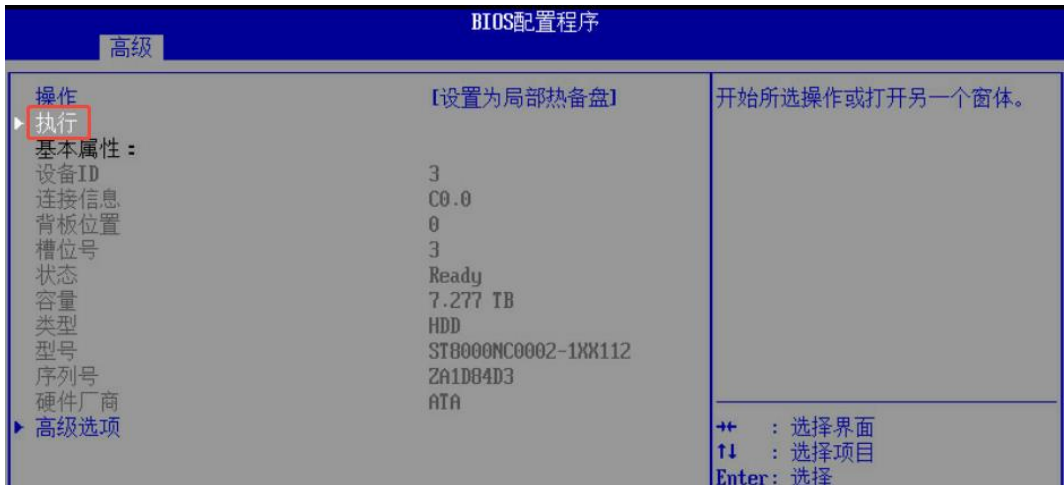 BIOS配置程序
高级
操作 【设置为局部热备盘】
执行
基本属性：
设备ID 3
连接信息 C0.0
背板位置 0
槽位号 3
状态 Ready
容量 7.277 TB
类型 HDD
型号 ST8000NC0002-1XX112
序列号 ZA1D84D3
硬件厂商 ATA
高级选项
开始所选操作或打开另一个窗体。
→←：选择界面
↑↓：选择项目
Enter：选择